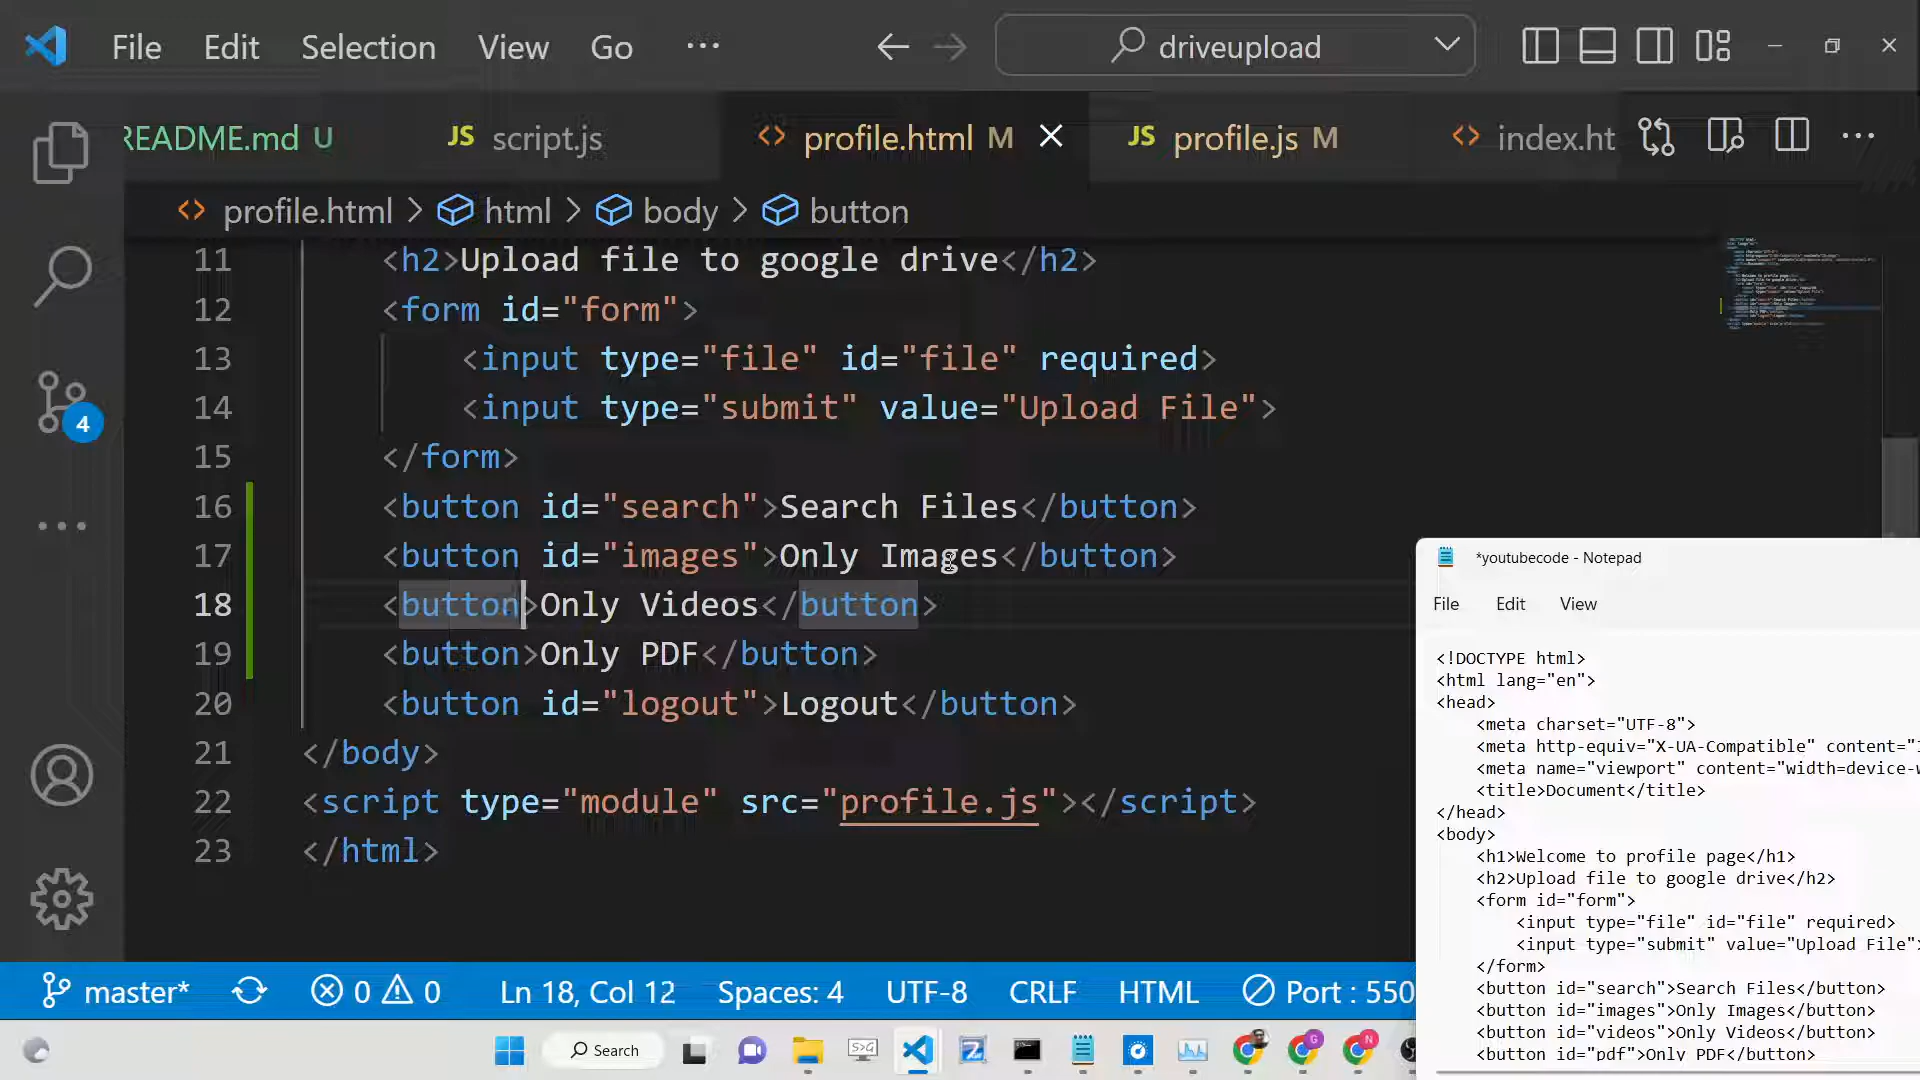 File Edit Selection View Go ··· driveupload
README.md U JS script.js profile.html M JS profile.js M index.ht
profile.html > html > body > button
11 <h2>Upload file to google drive</h2>
12 <form id="form">
13 <input type="file" id="file" required>
14 <input type="submit" value="Upload File">
15 </form>
16 <button id="search">Search Files</button>
17 <button id="images">Only Images</button>
18 <button>Only Videos</button>
19 <button>Only PDF</button>
20 <button id="logout">Logout</button>
21 </body>
22 <script type="module" src="profile.js"></script>
23 </html>
4
master* 0 0 Ln 18, Col 12 Spaces: 4 UTF-8 CRLF HTML Port : 550
*youtubecode - Notepad
File Edit View
<!DOCTYPE html>
<html lang="en">
<head>
<meta charset="UTF-8">
<meta http-equiv="X-UA-Compatible" content="
<meta name="viewport" content="width=device-
<title>Document</title>
</head>
<body>
<h1>Welcome to profile page</h1>
<h2>Upload file to google drive</h2>
<form id="form">
<input type="file" id="file" required>
<input type="submit" value="Upload File">
</form>
<button id="search">Search Files</button>
<button id="images">Only Images</button>
<button id="videos">Only Videos</button>
<button id="pdf">Only PDF</button>
Search